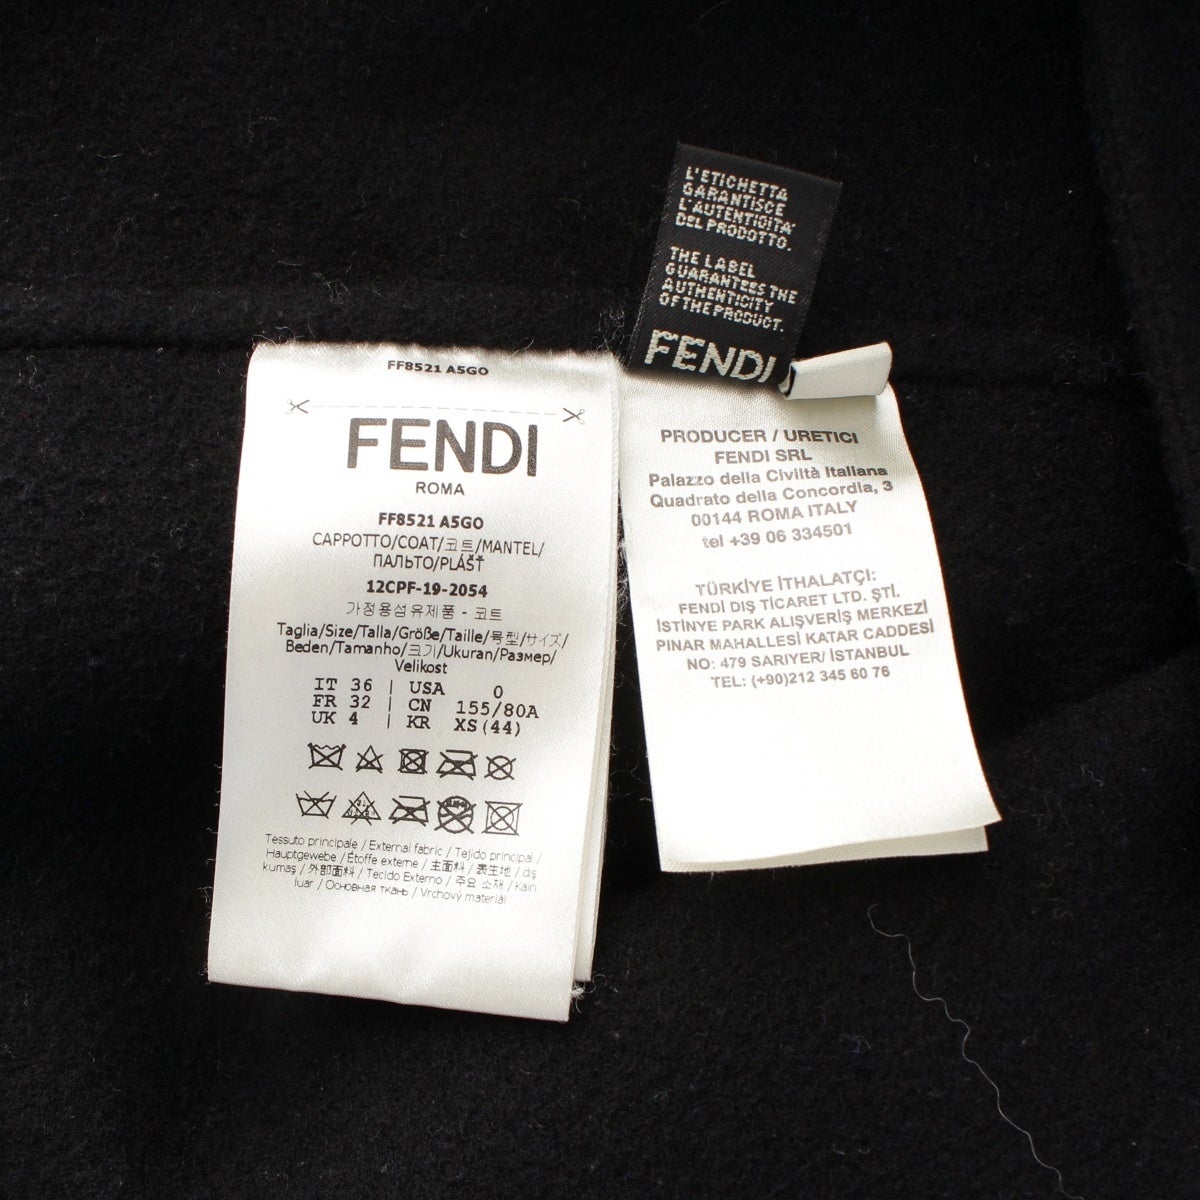 L'ETICHETTA
GARANTISCE
L'AUTENTICITA'
DEL PRODOTTO.
THE LABEL
GUARANTEES THE
AUTHENTICITY
OF THE PRODUCT.
FENDI
FF8521 A5GO
FENDI
ROMA
FF8521 A5GO
CAPPOTTO/COAT/코트/MANTEL/
ПАЛЬТО/PLÁŠŤ
12CPF-19-2054
가정용섬유제품 - 코트
Taglia/Size/Talla/Größe/Taille/号型/サイズ/
Beden/Tamanho/크기/Ukuran/Размер/
Velikost
IT 36 | USA 0
FR 32 | CN 155/80A
UK 4 | KR XS(44)
Tessuto principale / External fabric / Tejido principal /
Hauptgewebe / Étoffe externe / 主面料 / 表生地 / dış
kumaş / 外部面料 / Tecido Externo / 주요 소재 / kain
luar / Основная ткань / Vrchový materiál
PRODUCER / URETICI
FENDI SRL
Palazzo della Civiltà Italiana
Quadrato della Concordia, 3
00144 ROMA ITALY
tel +39 06 334501
TÜRKİYE İTHALATÇI:
FENDİ DIŞ TİCARET LTD. ŞTİ.
İSTİNYE PARK ALIŞVERİŞ MERKEZİ
PINAR MAHALLESİ KATAR CADDESİ
NO: 479 SARIYER/ İSTANBUL
TEL: (+90)212 345 60 76